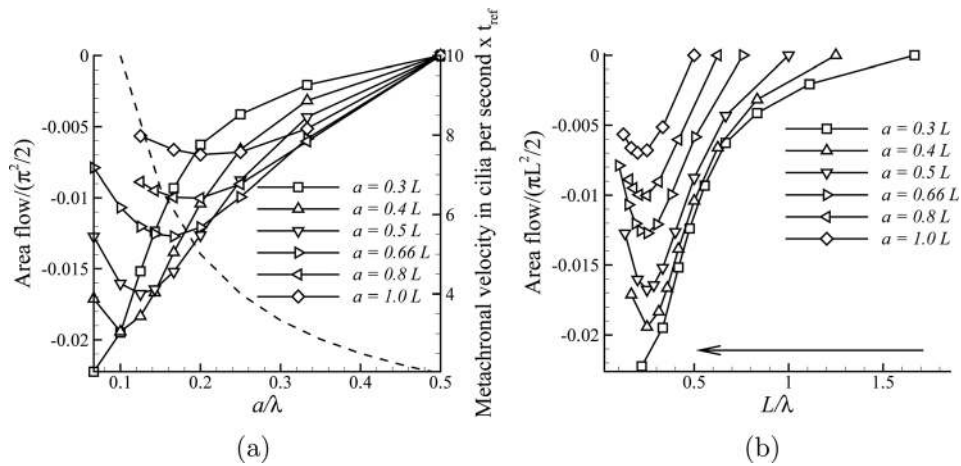 (a)
0
-0.005
-0.01
-0.015
-0.02
Area flow/(π²/2)
0.1
0.2
0.3
0.4
0.5
a/λ
10
8
6
4
2
Metachronal velocity in cilia per second x t_ref
a = 0.3 L
a = 0.4 L
a = 0.5 L
a = 0.66 L
a = 0.8 L
a = 1.0 L
(b)
0
-0.005
-0.01
-0.015
-0.02
Area flow/(πL²/2)
0.5
1
1.5
L/λ
a = 0.3 L
a = 0.4 L
a = 0.5 L
a = 0.66 L
a = 0.8 L
a = 1.0 L
(a)
(b)